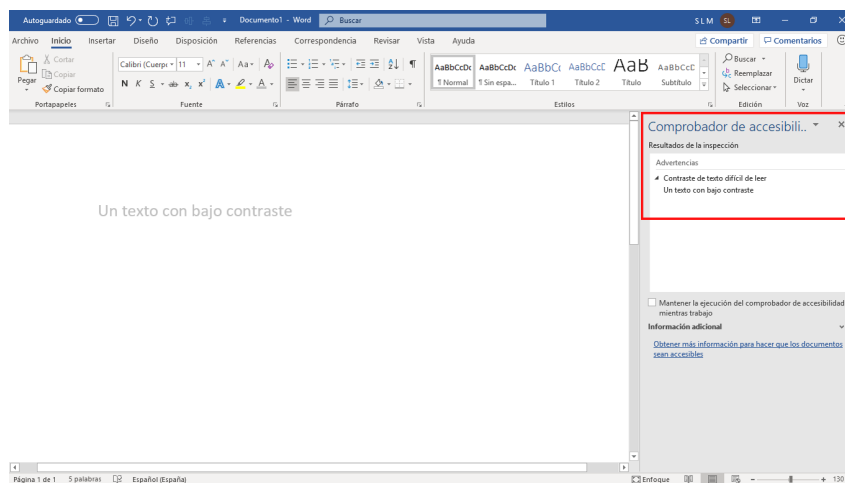 Autoguardado
Documento1 - Word
Buscar
S L M
SL
Archivo Inicio Insertar Diseño Disposición Referencias Correspondencia Revisar Vista Ayuda
Compartir
Comentarios
Pegar
Cortar
Copiar
Copiar formato
Portapapeles
Calibri (Cuerpo
11
Aa
N K S ab x, x²
Fuente
Párrafo
AaBbCcDc
¶ Normal
AaBbCcDc
¶ Sin espa...
AaBbCc
Título 1
AaBbCcC
Título 2
AaB
Título
AaBbCcC
Subtítulo
Estilos
Buscar
Reemplazar
Seleccionar
Edición
Dictar
Voz
Un texto con bajo contraste
Comprobador de accesibili..
Resultados de la inspección
Advertencias
Contraste de texto difícil de leer
Un texto con bajo contraste
Mantener la ejecución del comprobador de accesibilidad
mientras trabajo
Información adicional
Obtener más información para hacer que los documentos
sean accesibles
Página 1 de 1 5 palabras Español (España)
Enfoque
130